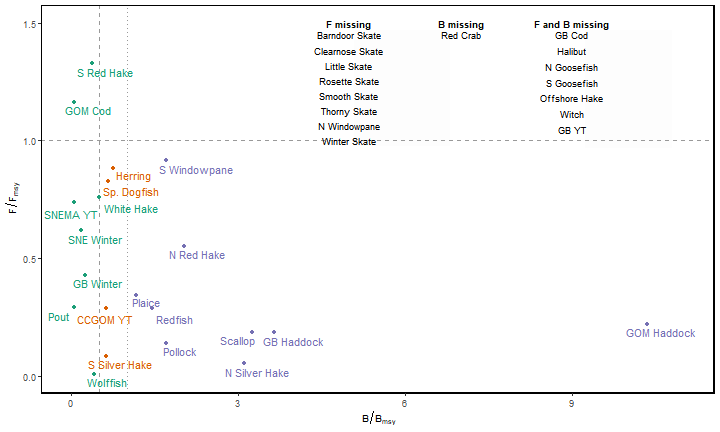 1.5
F missing B missing F and B missing
Barndoor Skate Red Crab GB Cod
Clearnose Skate Halibut
Little Skate N Goosefish
S Red Hake
Rosette Skate S Goosefish
Smooth Skate Offshore Hake
GOM Cod Thorny Skate Witch
N Windowpane GB YT
1.0 Winter Skate
S Windowpane
Herring
Sp. Dogfish
F/Fmsy
White Hake
SNEMA YT
SNE Winter
N Red Hake
0.5
GB Winter
Plaice
Pout CCGOM YT Redfish
GOM Haddock
Scallop GB Haddock
Pollock
S Silver Hake
N Silver Hake
0.0 Wolffish
0 3 6 9
B/Bmsy